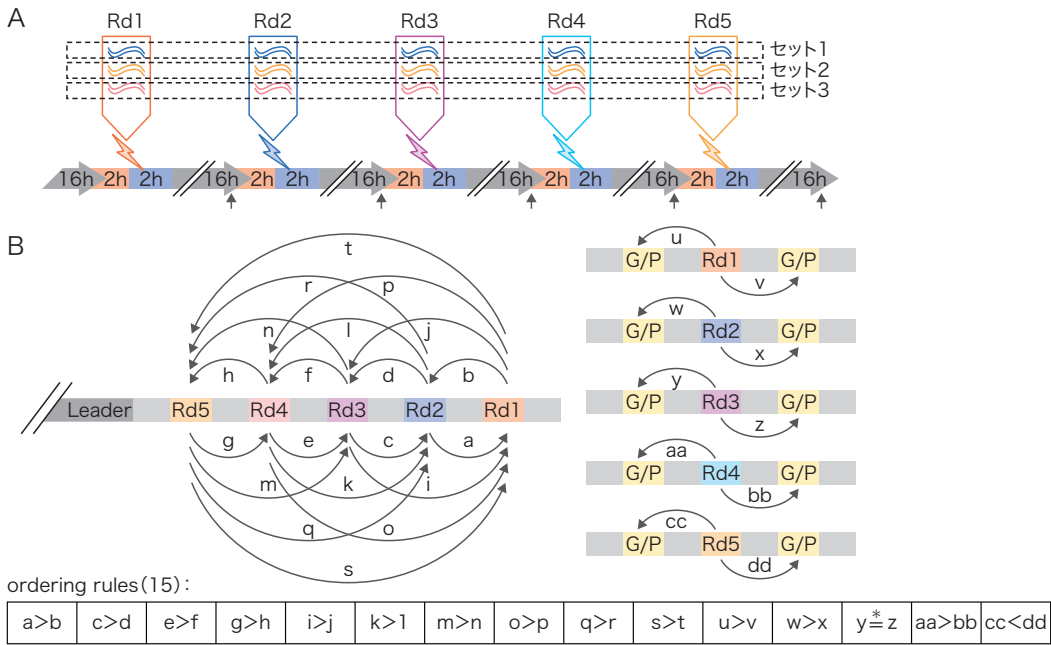 A
Rd1 Rd2 Rd3 Rd4 Rd5
セット1
セット2
セット3
16h 2h 2h 16h 2h 2h 16h 2h 2h 16h 2h 2h 16h 2h 2h 16h
B
t
r p
n l j
h f d b
Leader Rd5 Rd4 Rd3 Rd2 Rd1
g e c a
m k i
q o
s
u
G/P Rd1 G/P
v
w
G/P Rd2 G/P
x
y
G/P Rd3 G/P
z
aa
G/P Rd4 G/P
bb
cc
G/P Rd5 G/P
dd
ordering rules(15):
a>b c>d e>f g>h i>j k>1 m>n o>p q>r s>t u>v w>x y≛z aa>bb cc<dd